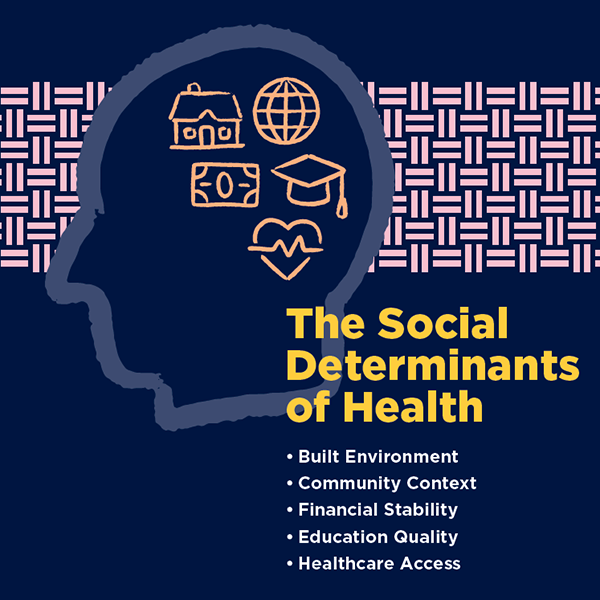 The Social
Determinants
of Health
• Built Environment
• Community Context
• Financial Stability
• Education Quality
• Healthcare Access